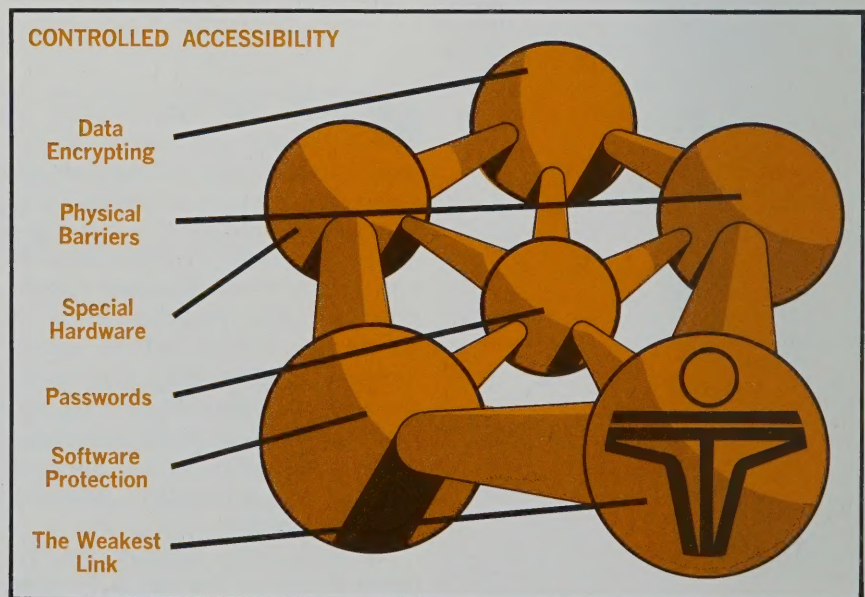 CONTROLLED ACCESSIBILITY
Data
Encrypting
Physical
Barriers
Special
Hardware
Passwords
Software
Protection
The Weakest
Link